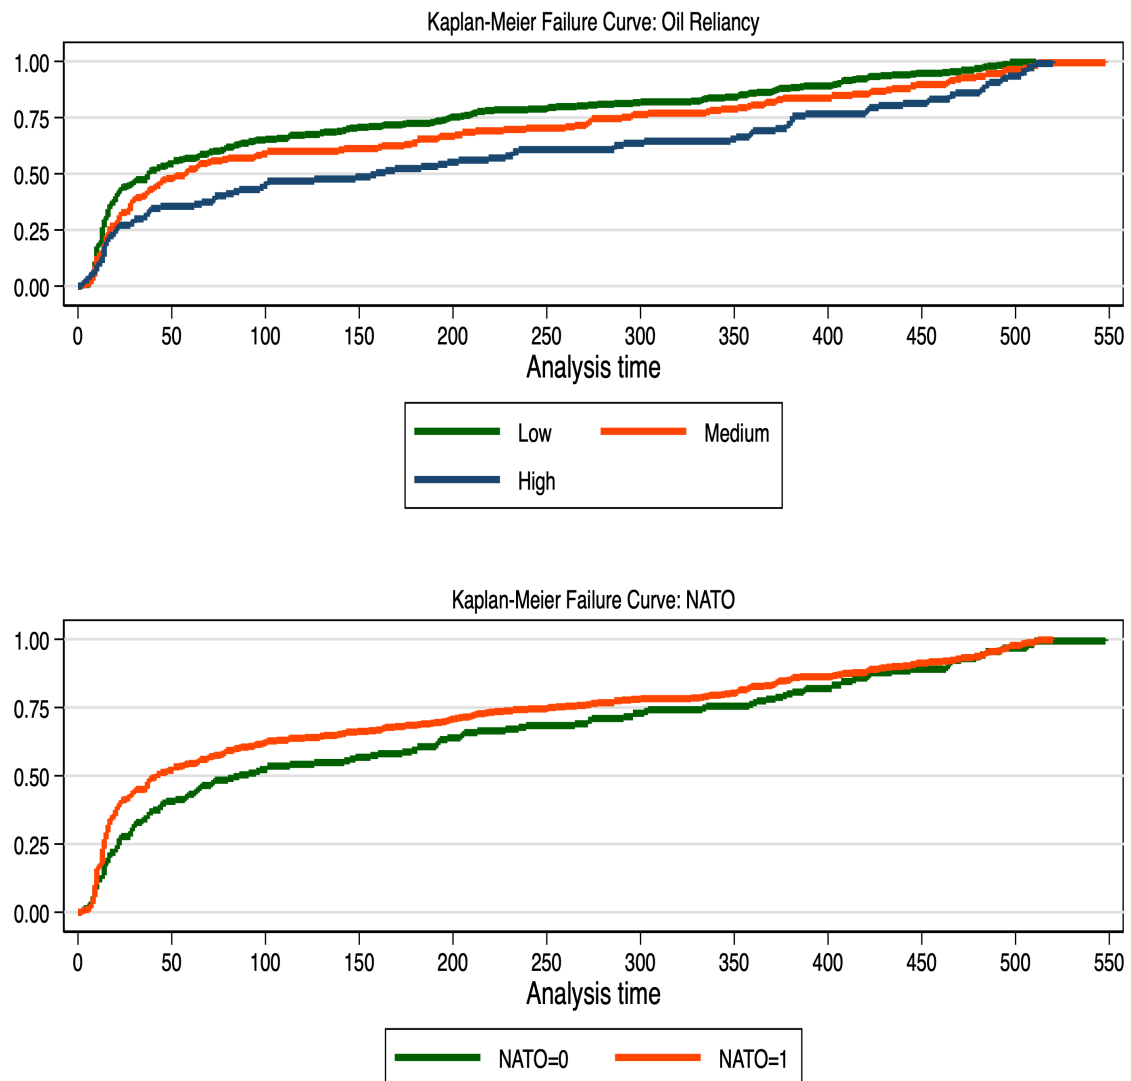 Kaplan-Meier Failure Curve: Oil Reliancy
1.00
0.75
0.50
0.25
0.00
0 50 100 150 200 250 300 350 400 450 500 550
Analysis time
Low Medium
High
Kaplan-Meier Failure Curve: NATO
1.00
0.75
0.50
0.25
0.00
0 50 100 150 200 250 300 350 400 450 500 550
Analysis time
NATO=0 NATO=1